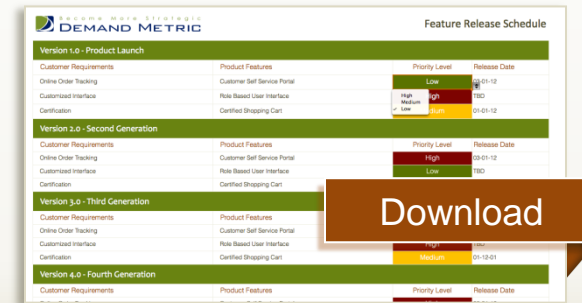 Become More Strategic
DEMAND METRIC
Feature Release Schedule
Version 1.0 - Product Launch
Customer Requirements Product Features Priority Level Release Date
Online Order Tracking Customer Self Service Portal Low 03-01-12
Customized Interface Role Based User Interface High TBD
High
Medium
✓ Low
Certification Certified Shopping Cart 01-01-12
Version 2.0 - Second Generation
Customer Requirements Product Features Priority Level Release Date
Online Order Tracking Customer Self Service Portal High 03-01-12
Customized Interface Role Based User Interface Low TBD
Certification Certified Shopping Cart
Version 3.0 - Third Generation
Customer Requirements Product Features
Online Order Tracking Customer Self Service Portal
Customized Interface Role Based User Interface High TBD
Certification Certified Shopping Cart Medium 01-12-01
Version 4.0 - Fourth Generation
Customer Requirements Product Features Priority Level Release Date
Download